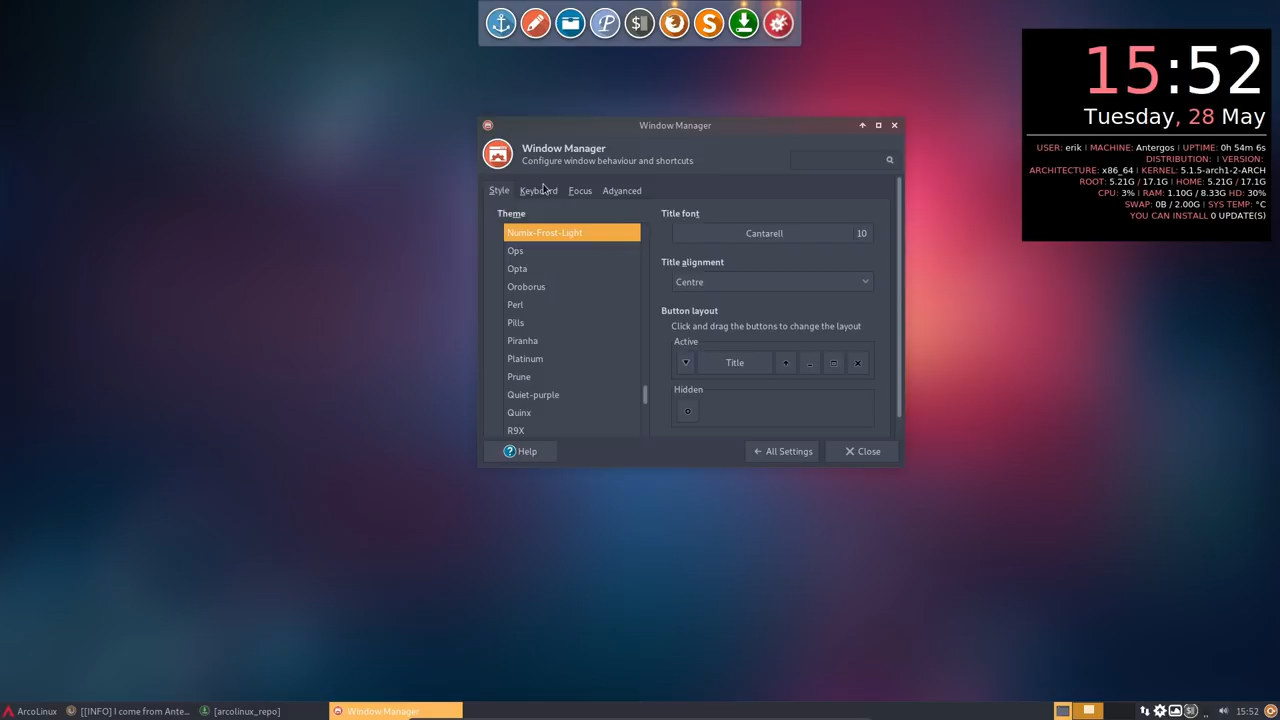 15:52
Tuesday, 28 May
USER: erik | MACHINE: Antergos | UPTIME: 0h 54m 6s
DISTRIBUTION: | VERSION:
ARCHITECTURE: x86_64 | KERNEL: 5.1.5-arch1-2-ARCH
ROOT: 5.21G / 17.1G | HOME: 5.21G / 17.1G
CPU: 3% | RAM: 1.10G / 8.33G HD: 30%
SWAP: 0B / 2.00G | SYS TEMP: °C
YOU CAN INSTALL 0 UPDATE(S)
Window Manager
Window Manager
Configure window behaviour and shortcuts
Style Keyboard Focus Advanced
Theme
Numix-Frost-Light
Ops
Opta
Oroborus
Perl
Pills
Piranha
Platinum
Prune
Quiet-purple
Quinx
R9X
Title font
Cantarell 10
Title alignment
Centre
Button layout
Click and drag the buttons to change the layout
Active
Title
Hidden
Help
All Settings
Close
ArcoLinux
[[INFO] I come from Ante...
[arcolinux_repo]
Window Manager
15:52